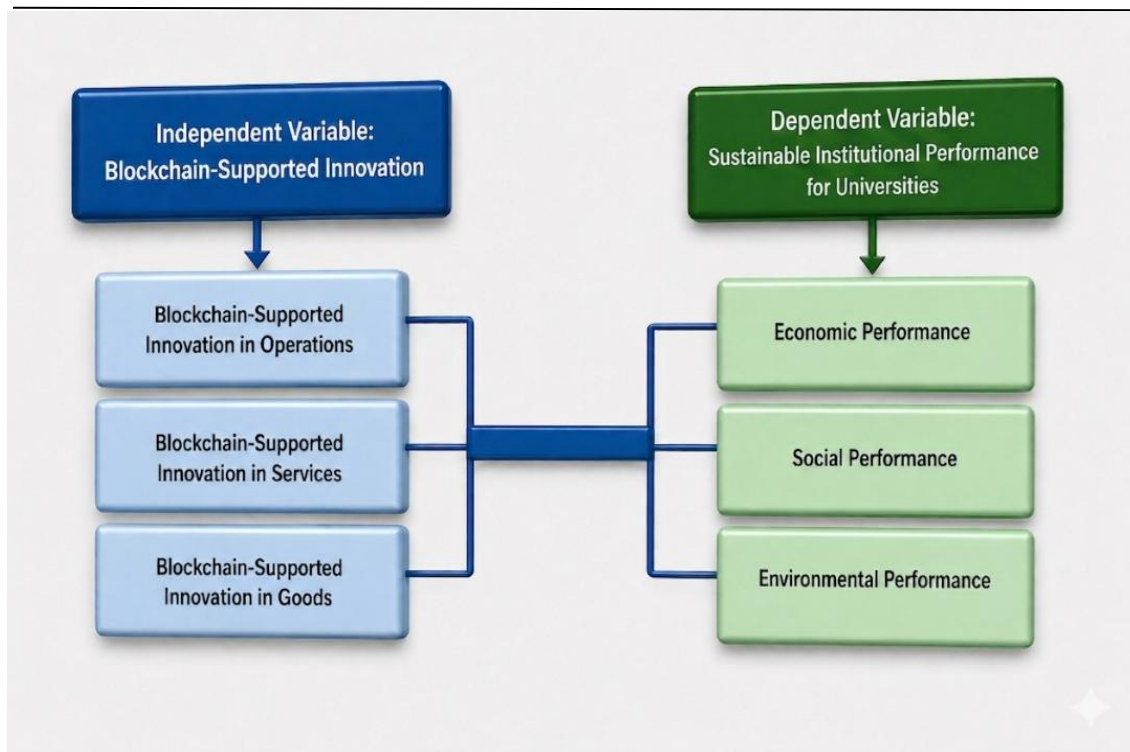 Independent Variable:
Blockchain-Supported Innovation
Blockchain-Supported
Innovation in Operations
Blockchain-Supported
Innovation in Services
Blockchain-Supported
Innovation in Goods
Dependent Variable:
Sustainable Institutional Performance
for Universities
Economic Performance
Social Performance
Environmental Performance